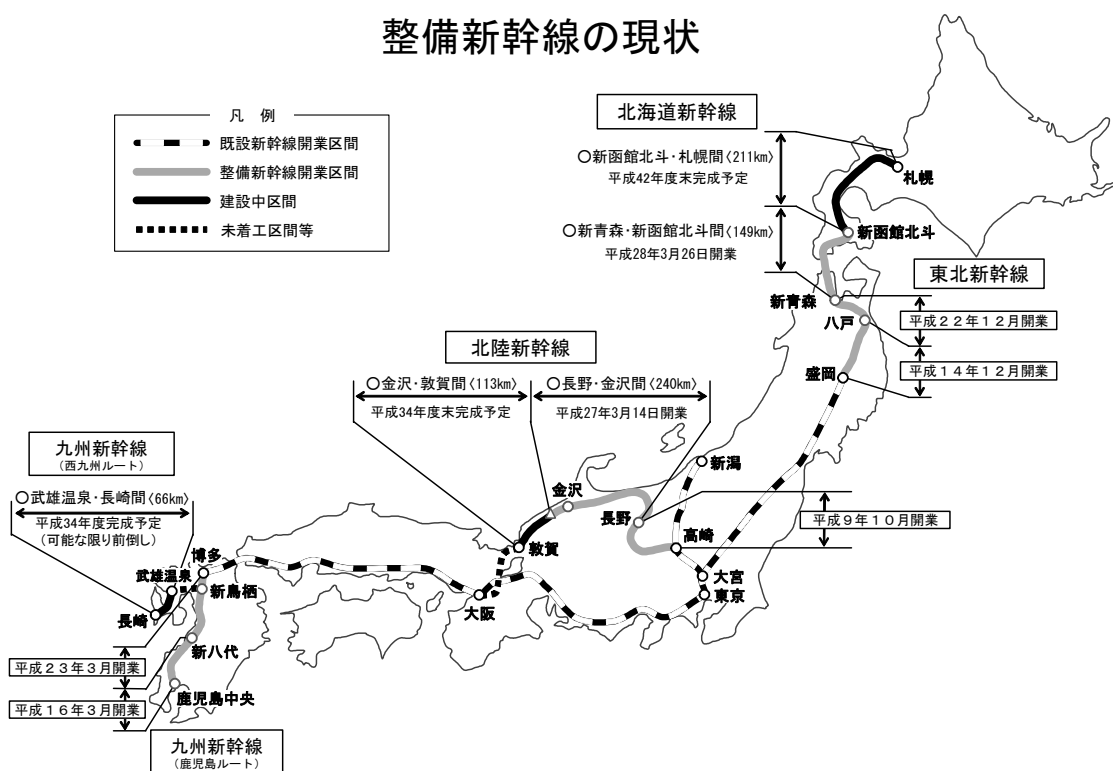 整備新幹線の現状
凡 例
既設新幹線開業区間
整備新幹線開業区間
建設中区間
未着工区間等
北海道新幹線
○新函館北斗・札幌間〈211km〉
平成42年度末完成予定
○新青森・新函館北斗間〈149km〉
平成28年3月26日開業
札幌
新函館北斗
東北新幹線
新青森
八戸
平成22年12月開業
平成14年12月開業
盛岡
北陸新幹線
○金沢・敦賀間〈113km〉
○長野・金沢間〈240km〉
平成34年度末完成予定
平成27年3月14日開業
九州新幹線
(西九州ルート)
○武雄温泉・長崎間〈66km〉
平成34年度完成予定
(可能な限り前倒し)
新潟
金沢
長野
平成9年10月開業
高崎
敦賀
大宮
東京
大阪
博多
武雄温泉
新鳥栖
長崎
新八代
平成23年3月開業
鹿児島中央
平成16年3月開業
九州新幹線
(鹿児島ルート)